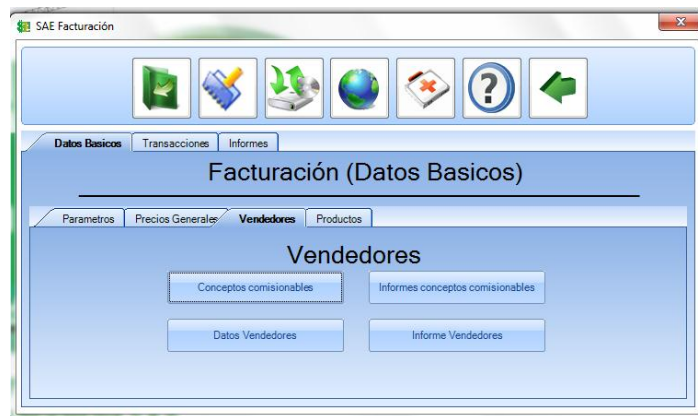 SAE Facturación
Datos Basicos Transacciones Informes
Facturación (Datos Basicos)
Parametros Precios Generales Vendedores Productos
Vendedores
Conceptos comisionables Informes conceptos comisionables
Datos Vendedores Informe Vendedores